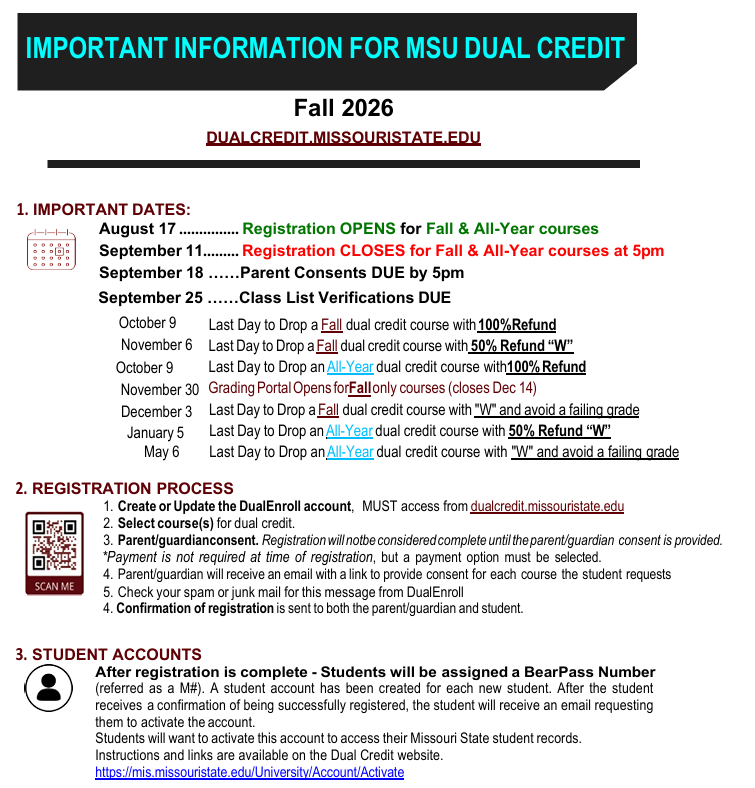 IMPORTANT INFORMATION FOR MSU DUAL CREDIT
Fall 2026
DUALCREDIT.MISSOURISTATE.EDU
1. IMPORTANT DATES:
August 17 ............... Registration OPENS for Fall & All-Year courses
September 11......... Registration CLOSES for Fall & All-Year courses at 5pm
September 18 ……Parent Consents DUE by 5pm
September 25 ……Class List Verifications DUE
October 9 Last Day to Drop a Fall dual credit course with 100%Refund
November 6 Last Day to Drop a Fall dual credit course with 50% Refund “W”
October 9 Last Day to Drop an All-Year dual credit course with100% Refund
November 30 Grading Portal Opens for Fall only courses (closes Dec 14)
December 3 Last Day to Drop a Fall dual credit course with "W" and avoid a failing grade
January 5 Last Day to Drop an All-Year dual credit course with 50% Refund “W”
May 6 Last Day to Drop an All-Year dual credit course with "W" and avoid a failing grade
2. REGISTRATION PROCESS
1. Create or Update the DualEnroll account, MUST access from dualcredit.missouristate.edu
2. Select course(s) for dual credit.
3. Parent/guardianconsent. Registration will notbe considered complete until the parent/guardian consent is provided.
*Payment is not required at time of registration, but a payment option must be selected.
4. Parent/guardian will receive an email with a link to provide consent for each course the student requests
5. Check your spam or junk mail for this message from DualEnroll
4. Confirmation of registration is sent to both the parent/guardian and student.
SCAN ME
3. STUDENT ACCOUNTS
After registration is complete - Students will be assigned a BearPass Number
(referred as a M#). A student account has been created for each new student. After the student
receives a confirmation of being successfully registered, the student will receive an email requesting
them to activate the account.
Students will want to activate this account to access their Missouri State student records.
Instructions and links are available on the Dual Credit website.
https://mis.missouristate.edu/University/Account/Activate